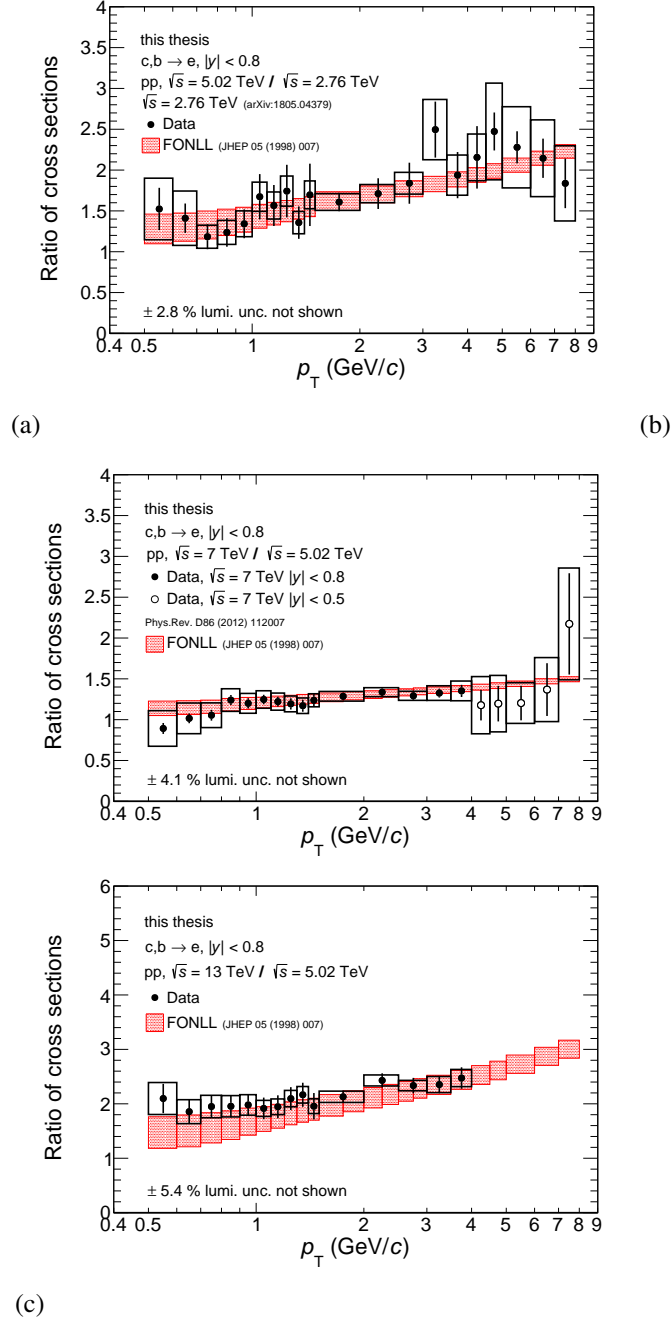 4
3.5
3
2.5
2
1.5
1
0.5
0
Ratio of cross sections
this thesis
c,b → e, |y| < 0.8
pp, √s = 5.02 TeV / √s = 2.76 TeV
√s = 2.76 TeV (arXiv:1805.04379)
Data
FONLL (JHEP 05 (1998) 007)
± 2.8 % lumi. unc. not shown
0.4 0.5 1 2 3 4 5 6 7 8 9
p_T (GeV/c)
(a)
(b)
4
3.5
3
2.5
2
1.5
1
0.5
0
Ratio of cross sections
this thesis
c,b → e, |y| < 0.8
pp, √s = 7 TeV / √s = 5.02 TeV
Data, √s = 7 TeV |y| < 0.8
Data, √s = 7 TeV |y| < 0.5
Phys.Rev. D86 (2012) 112007
FONLL (JHEP 05 (1998) 007)
± 4.1 % lumi. unc. not shown
0.4 0.5 1 2 3 4 5 6 7 8 9
p_T (GeV/c)
6
5
4
3
2
1
0
Ratio of cross sections
this thesis
c,b → e, |y| < 0.8
pp, √s = 13 TeV / √s = 5.02 TeV
Data
FONLL (JHEP 05 (1998) 007)
± 5.4 % lumi. unc. not shown
0.4 0.5 1 2 3 4 5 6 7 8 9
p_T (GeV/c)
(c)